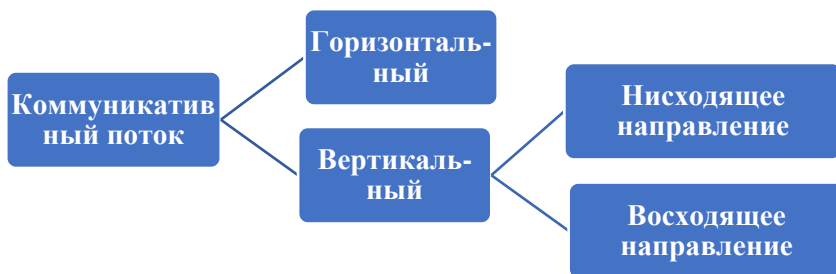 Коммуникатив
ный поток
Горизонталь-
ный
Вертикаль-
ный
Нисходящее
направление
Восходящее
направление